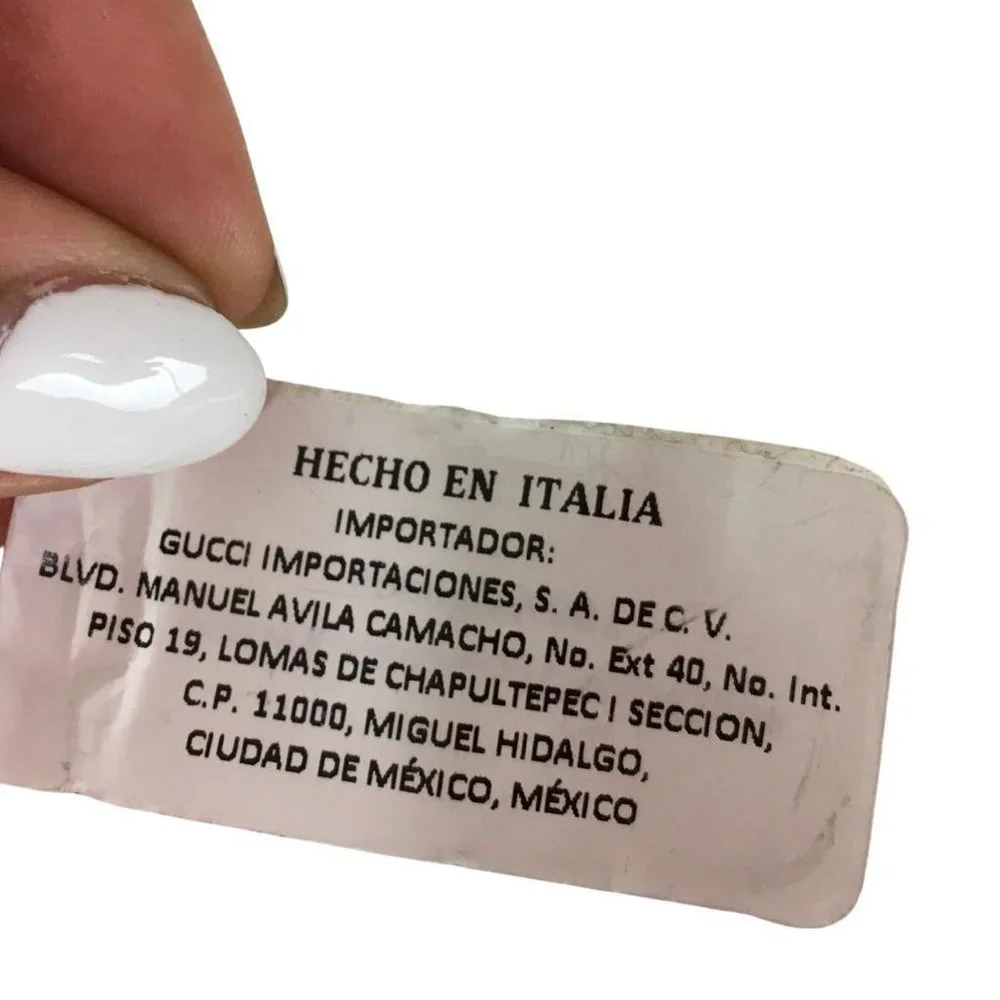 HECHO EN ITALIA
IMPORTADOR:
GUCCI IMPORTACIONES, S. A. DE C. V.
BLVD. MANUEL AVILA CAMACHO, No. Ext 40, No. Int.
PISO 19, LOMAS DE CHAPULTEPEC I SECCION,
C.P. 11000, MIGUEL HIDALGO,
CIUDAD DE MÉXICO, MÉXICO